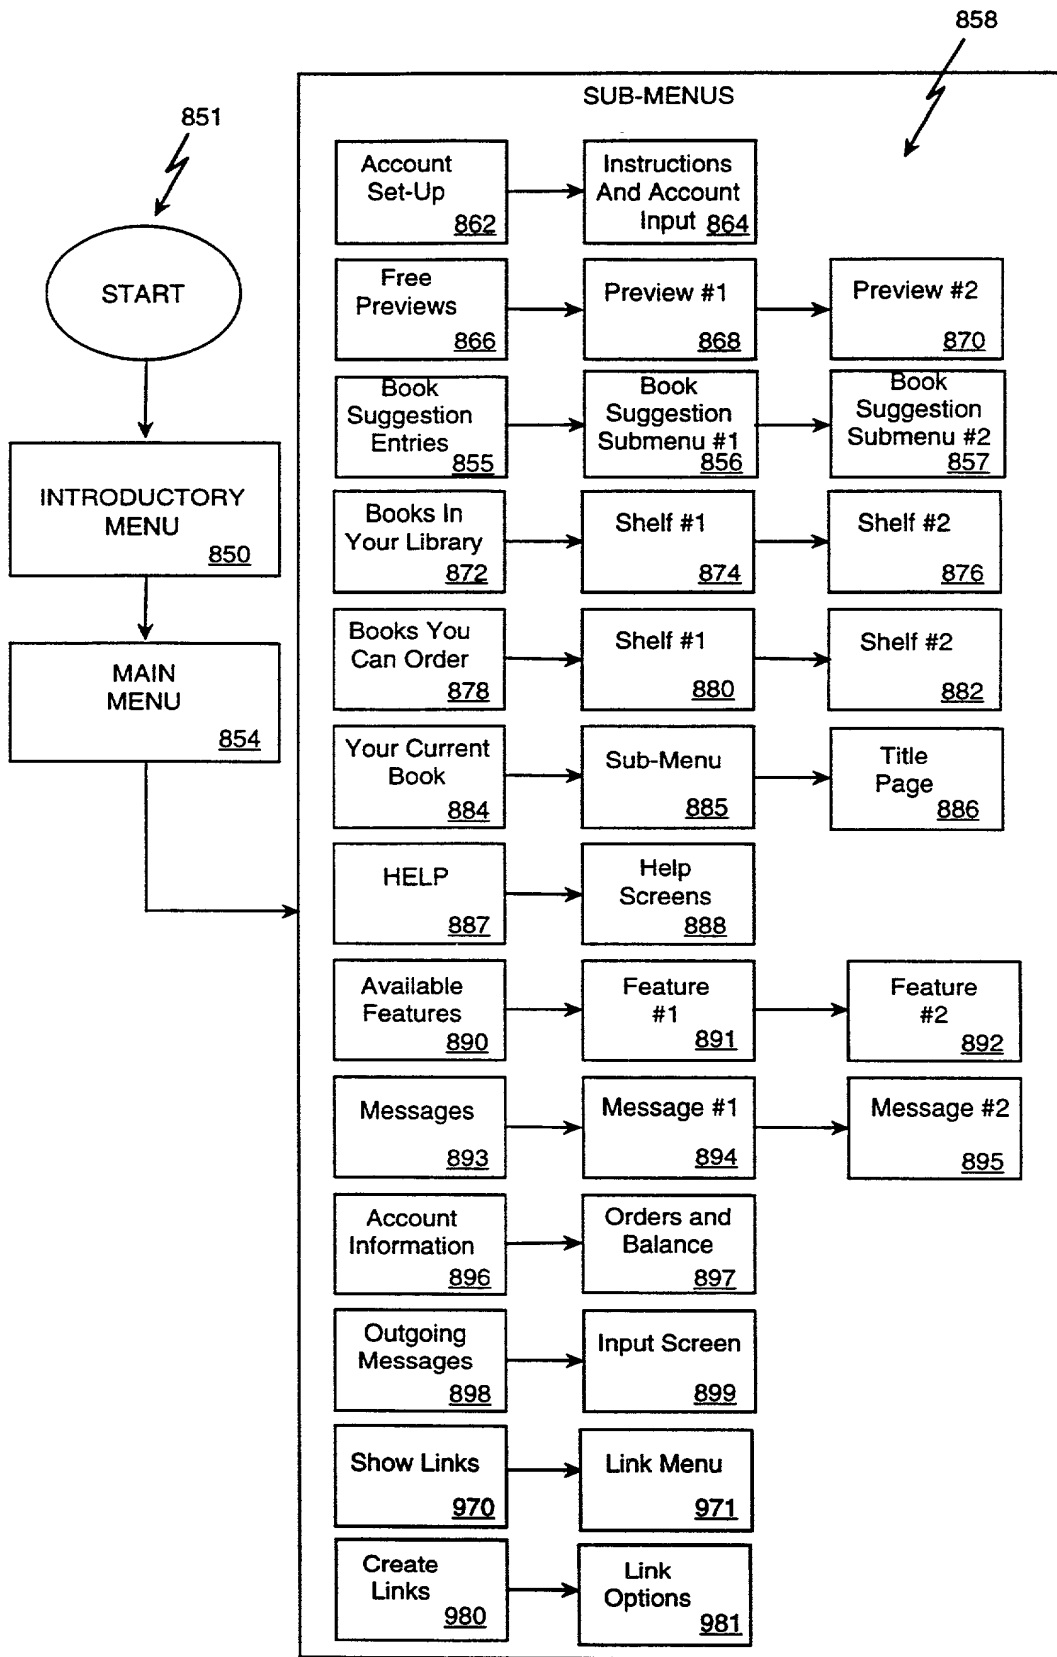 858
SUB-MENUS
851
START
INTRODUCTORY
MENU
850
MAIN
MENU
854
Account
Set-Up
862
Instructions
And Account
Input 864
Free
Previews
866
Preview #1
868
Preview #2
870
Book
Suggestion
Entries
855
Book
Suggestion
Submenu #1
856
Book
Suggestion
Submenu #2
857
Books In
Your Library
872
Shelf #1
874
Shelf #2
876
Books You
Can Order
878
Shelf #1
880
Shelf #2
882
Your Current
Book
884
Sub-Menu
885
Title
Page
886
HELP
887
Help
Screens
888
Available
Features
890
Feature
#1
891
Feature
#2
892
Messages
893
Message #1
894
Message #2
895
Account
Information
896
Orders and
Balance
897
Outgoing
Messages
898
Input Screen
899
Show Links
970
Link Menu
971
Create
Links
980
Link
Options
981